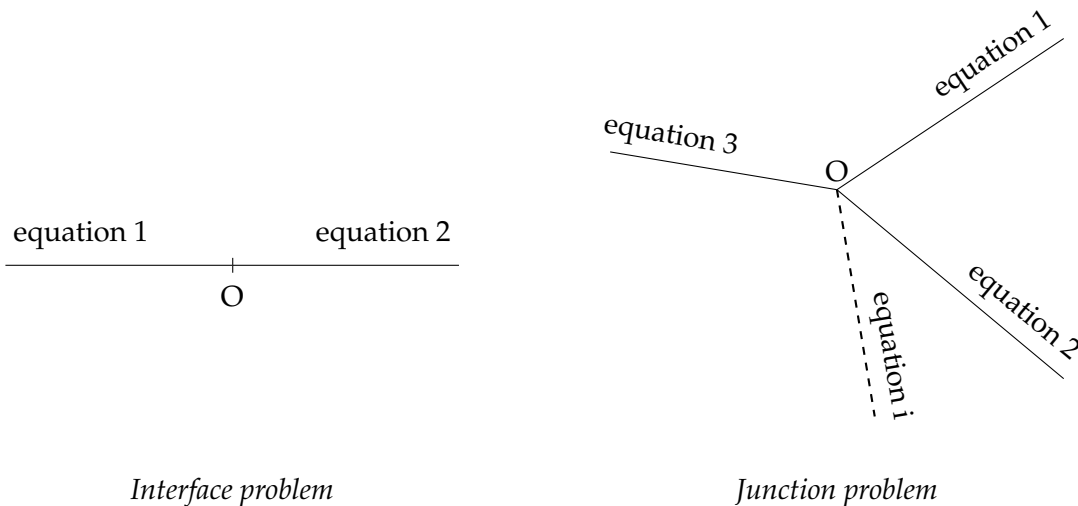 equation 1
equation 2
O
Interface problem
equation 1
equation 3
O
equation 2
equation i
Junction problem